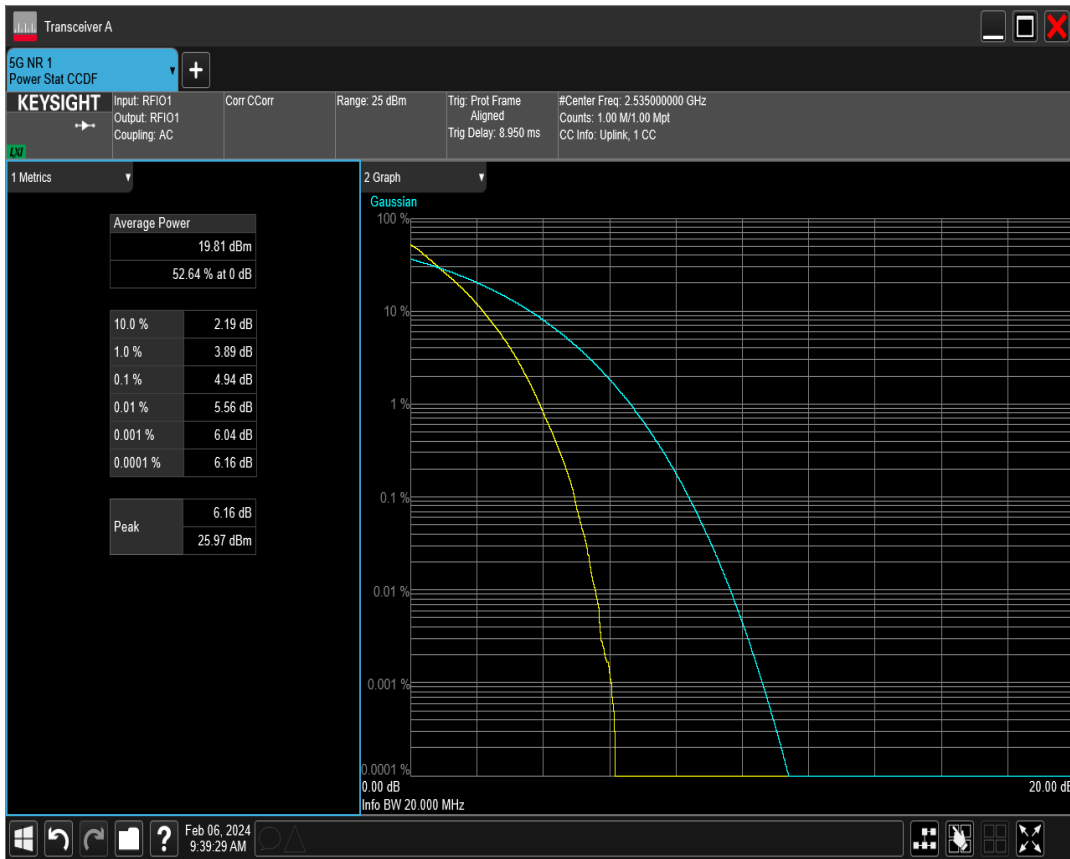 Transceiver A
5G NR 1
Power Stat CCDF
+
KEYSIGHT
LXI
Input: RFIO1
Output: RFIO1
Coupling: AC
Corr CCorr
Range: 25 dBm
Trig: Prot Frame
Aligned
Trig Delay: 8.950 ms
#Center Freq: 2.535000000 GHz
Counts: 1.00 M/1.00 Mpt
CC Info: Uplink, 1 CC
1 Metrics
Average Power
19.81 dBm
52.64 % at 0 dB
10.0 % 2.19 dB
1.0 % 3.89 dB
0.1 % 4.94 dB
0.01 % 5.56 dB
0.001 % 6.04 dB
0.0001 % 6.16 dB
Peak
6.16 dB
25.97 dBm
2 Graph
Gaussian
100 %
10 %
1 %
0.1 %
0.01 %
0.001 %
0.0001 %
0.00 dB
20.00 dB
Info BW 20.000 MHz
?
Feb 06, 2024
9:39:29 AM